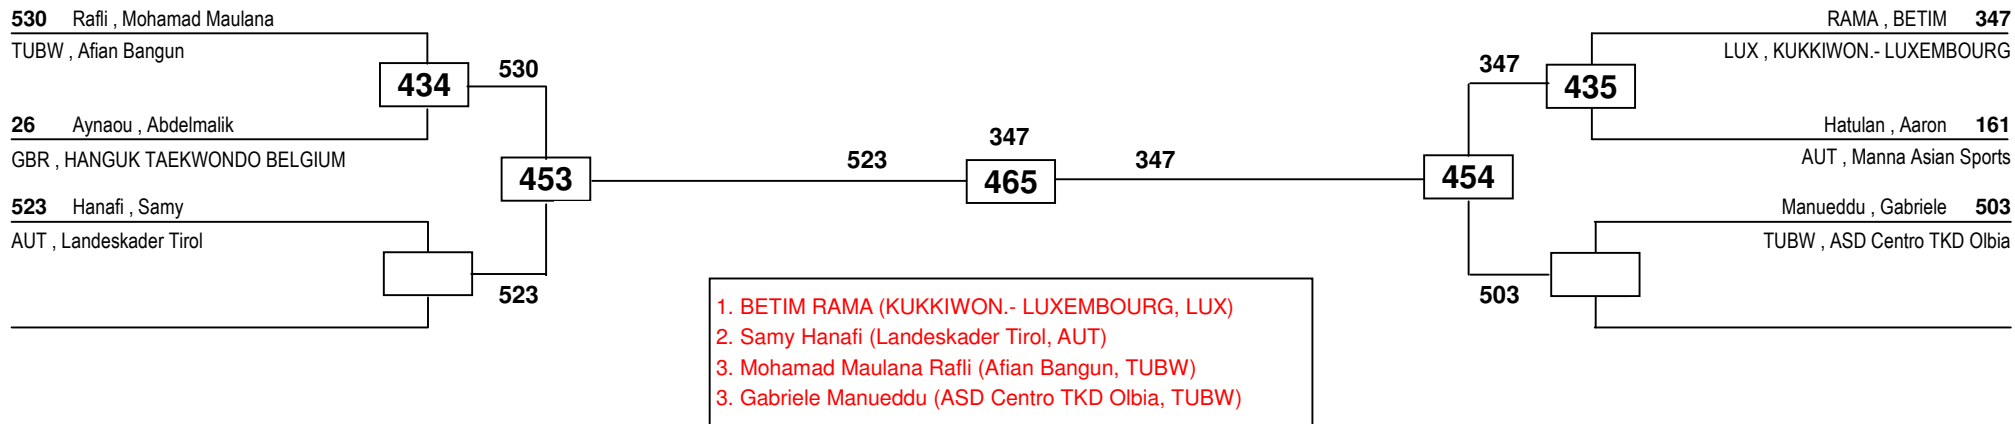 530 Rafli , Mohamad Maulana
TUBW , Afian Bangun
434
530
26 Aynaou , Abdelmalik
GBR , HANGUK TAEKWONDO BELGIUM
453
523 Hanafi , Samy
AUT , Landeskader Tirol
523
523
347
465
347
RAMA , BETIM 347
LUX , KUKKIWON.- LUXEMBOURG
347
435
Hatulan , Aaron 161
AUT , Manna Asian Sports
454
Manueddu , Gabriele 503
TUBW , ASD Centro TKD Olbia
503
1. BETIM RAMA (KUKKIWON.- LUXEMBOURG, LUX)
2. Samy Hanafi (Landeskader Tirol, AUT)
3. Mohamad Maulana Rafli (Afian Bangun, TUBW)
3. Gabriele Manueddu (ASD Centro TKD Olbia, TUBW)